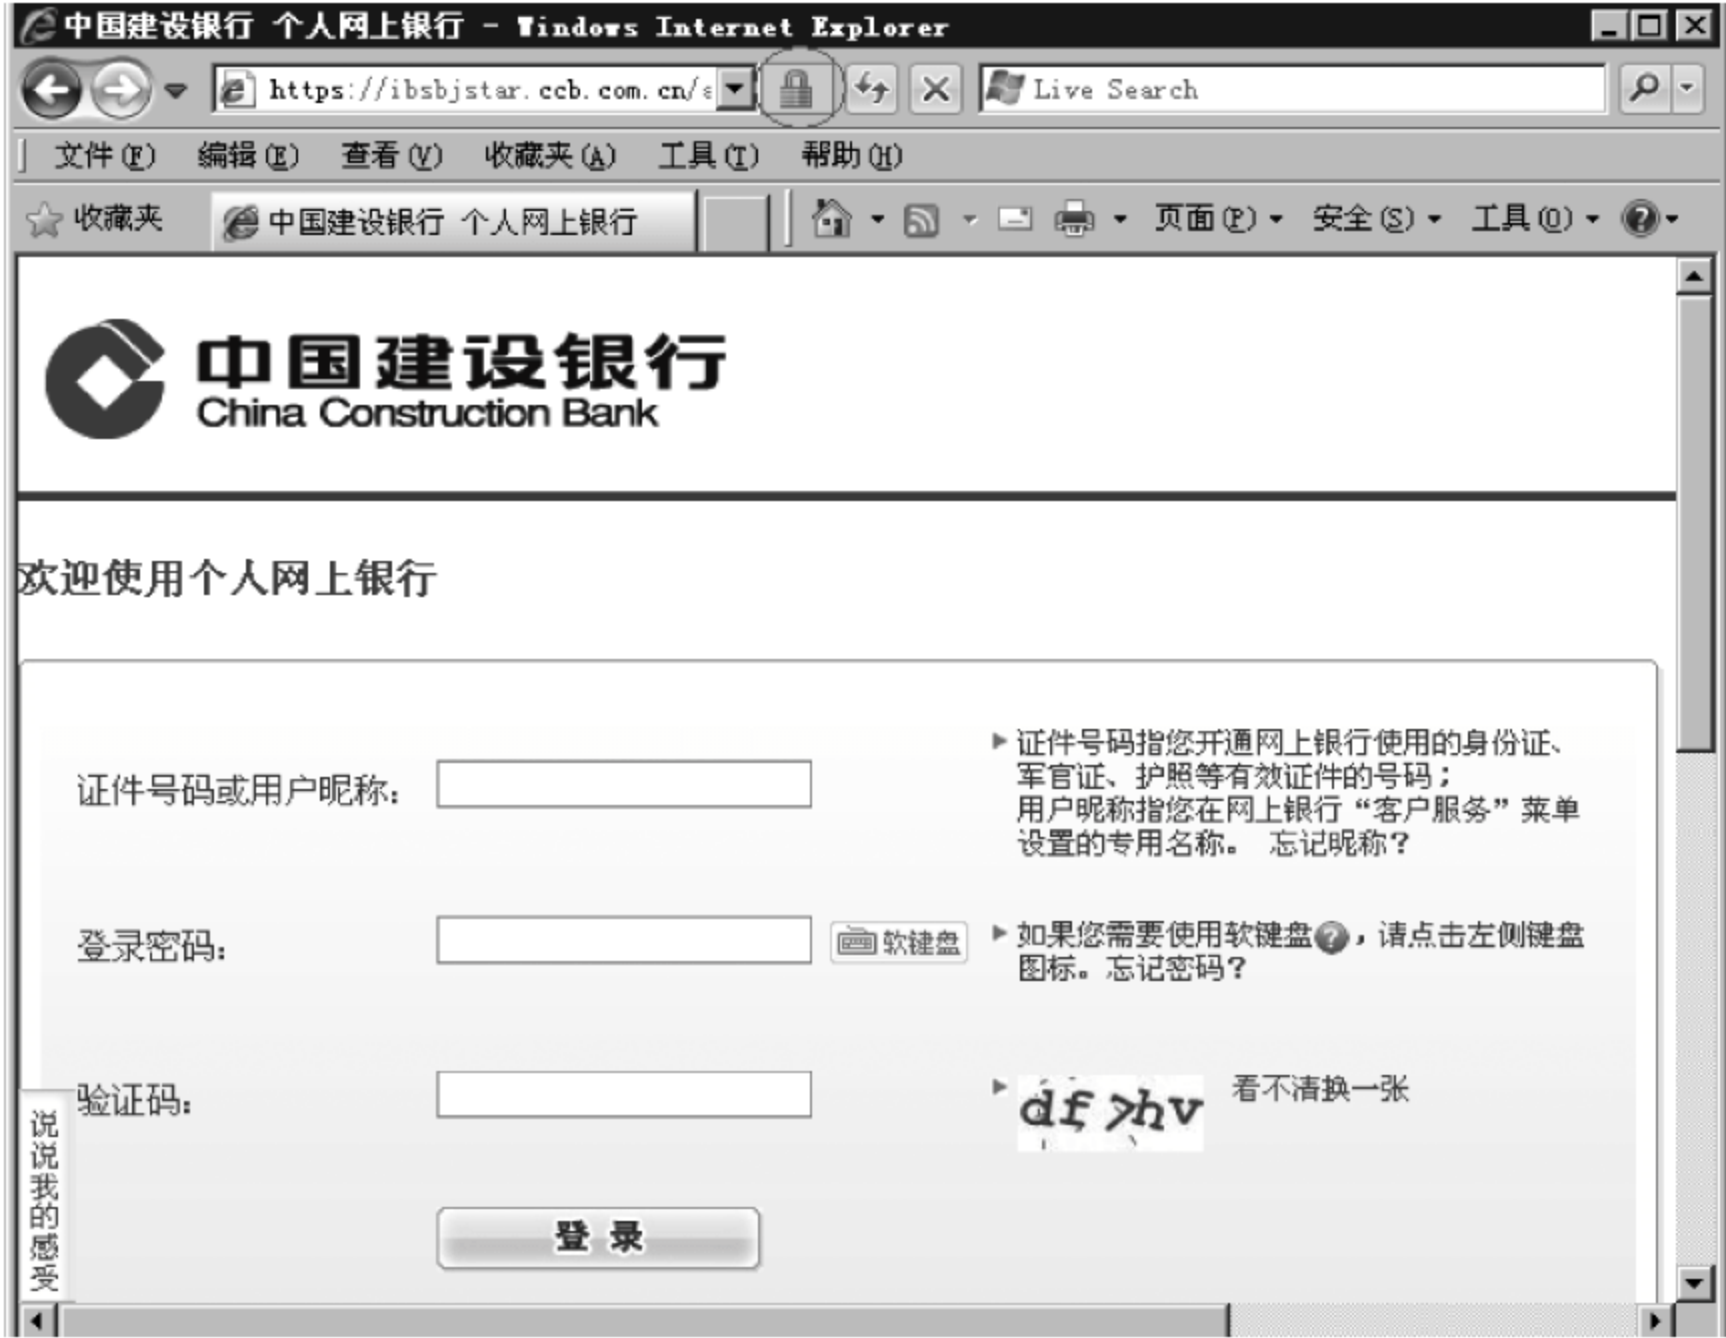 中国建设银行 个人网上银行 - Windows Internet Explorer
https://ibsbjstar.ccb.com.cn/
Live Search
文件(F) 编辑(E) 查看(V) 收藏夹(A) 工具(T) 帮助(H)
收藏夹 中国建设银行 个人网上银行 页面(P) 安全(S) 工具(O)
中国建设银行
China Construction Bank
欢迎使用个人网上银行
证件号码或用户昵称:
证件号码指您开通网上银行使用的身份证、
军官证、护照等有效证件的号码；
用户昵称指您在网上银行“客户服务”菜单
设置的专用名称。 忘记昵称？
登录密码:
软键盘
如果您需要使用软键盘?，请点击左侧键盘
图标。忘记密码？
验证码:
df>hv
看不清换一张
登 录
说说我的感受